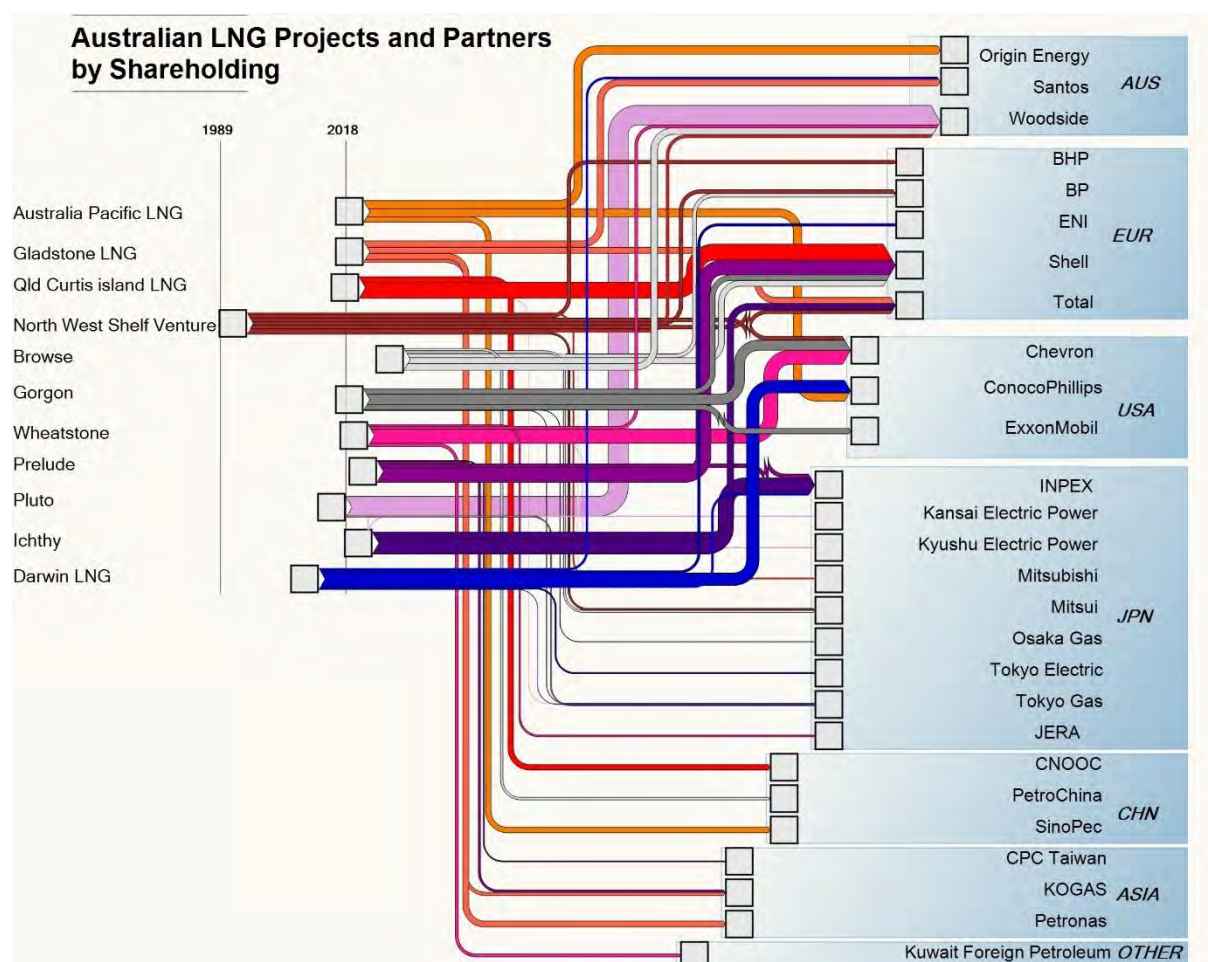 Australian LNG Projects and Partners
by Shareholding
1989
2018
Australia Pacific LNG
Gladstone LNG
Qld Curtis island LNG
North West Shelf Venture
Browse
Gorgon
Wheatstone
Prelude
Pluto
Ichthy
Darwin LNG
Origin Energy
Santos
Woodside
AUS
BHP
BP
ENI
Shell
Total
EUR
Chevron
ConocoPhillips
ExxonMobil
USA
INPEX
Kansai Electric Power
Kyushu Electric Power
Mitsubishi
Mitsui
Osaka Gas
Tokyo Electric
Tokyo Gas
JERA
JPN
CNOOC
PetroChina
SinoPec
CHN
CPC Taiwan
KOGAS
Petronas
ASIA
Kuwait Foreign Petroleum OTHER